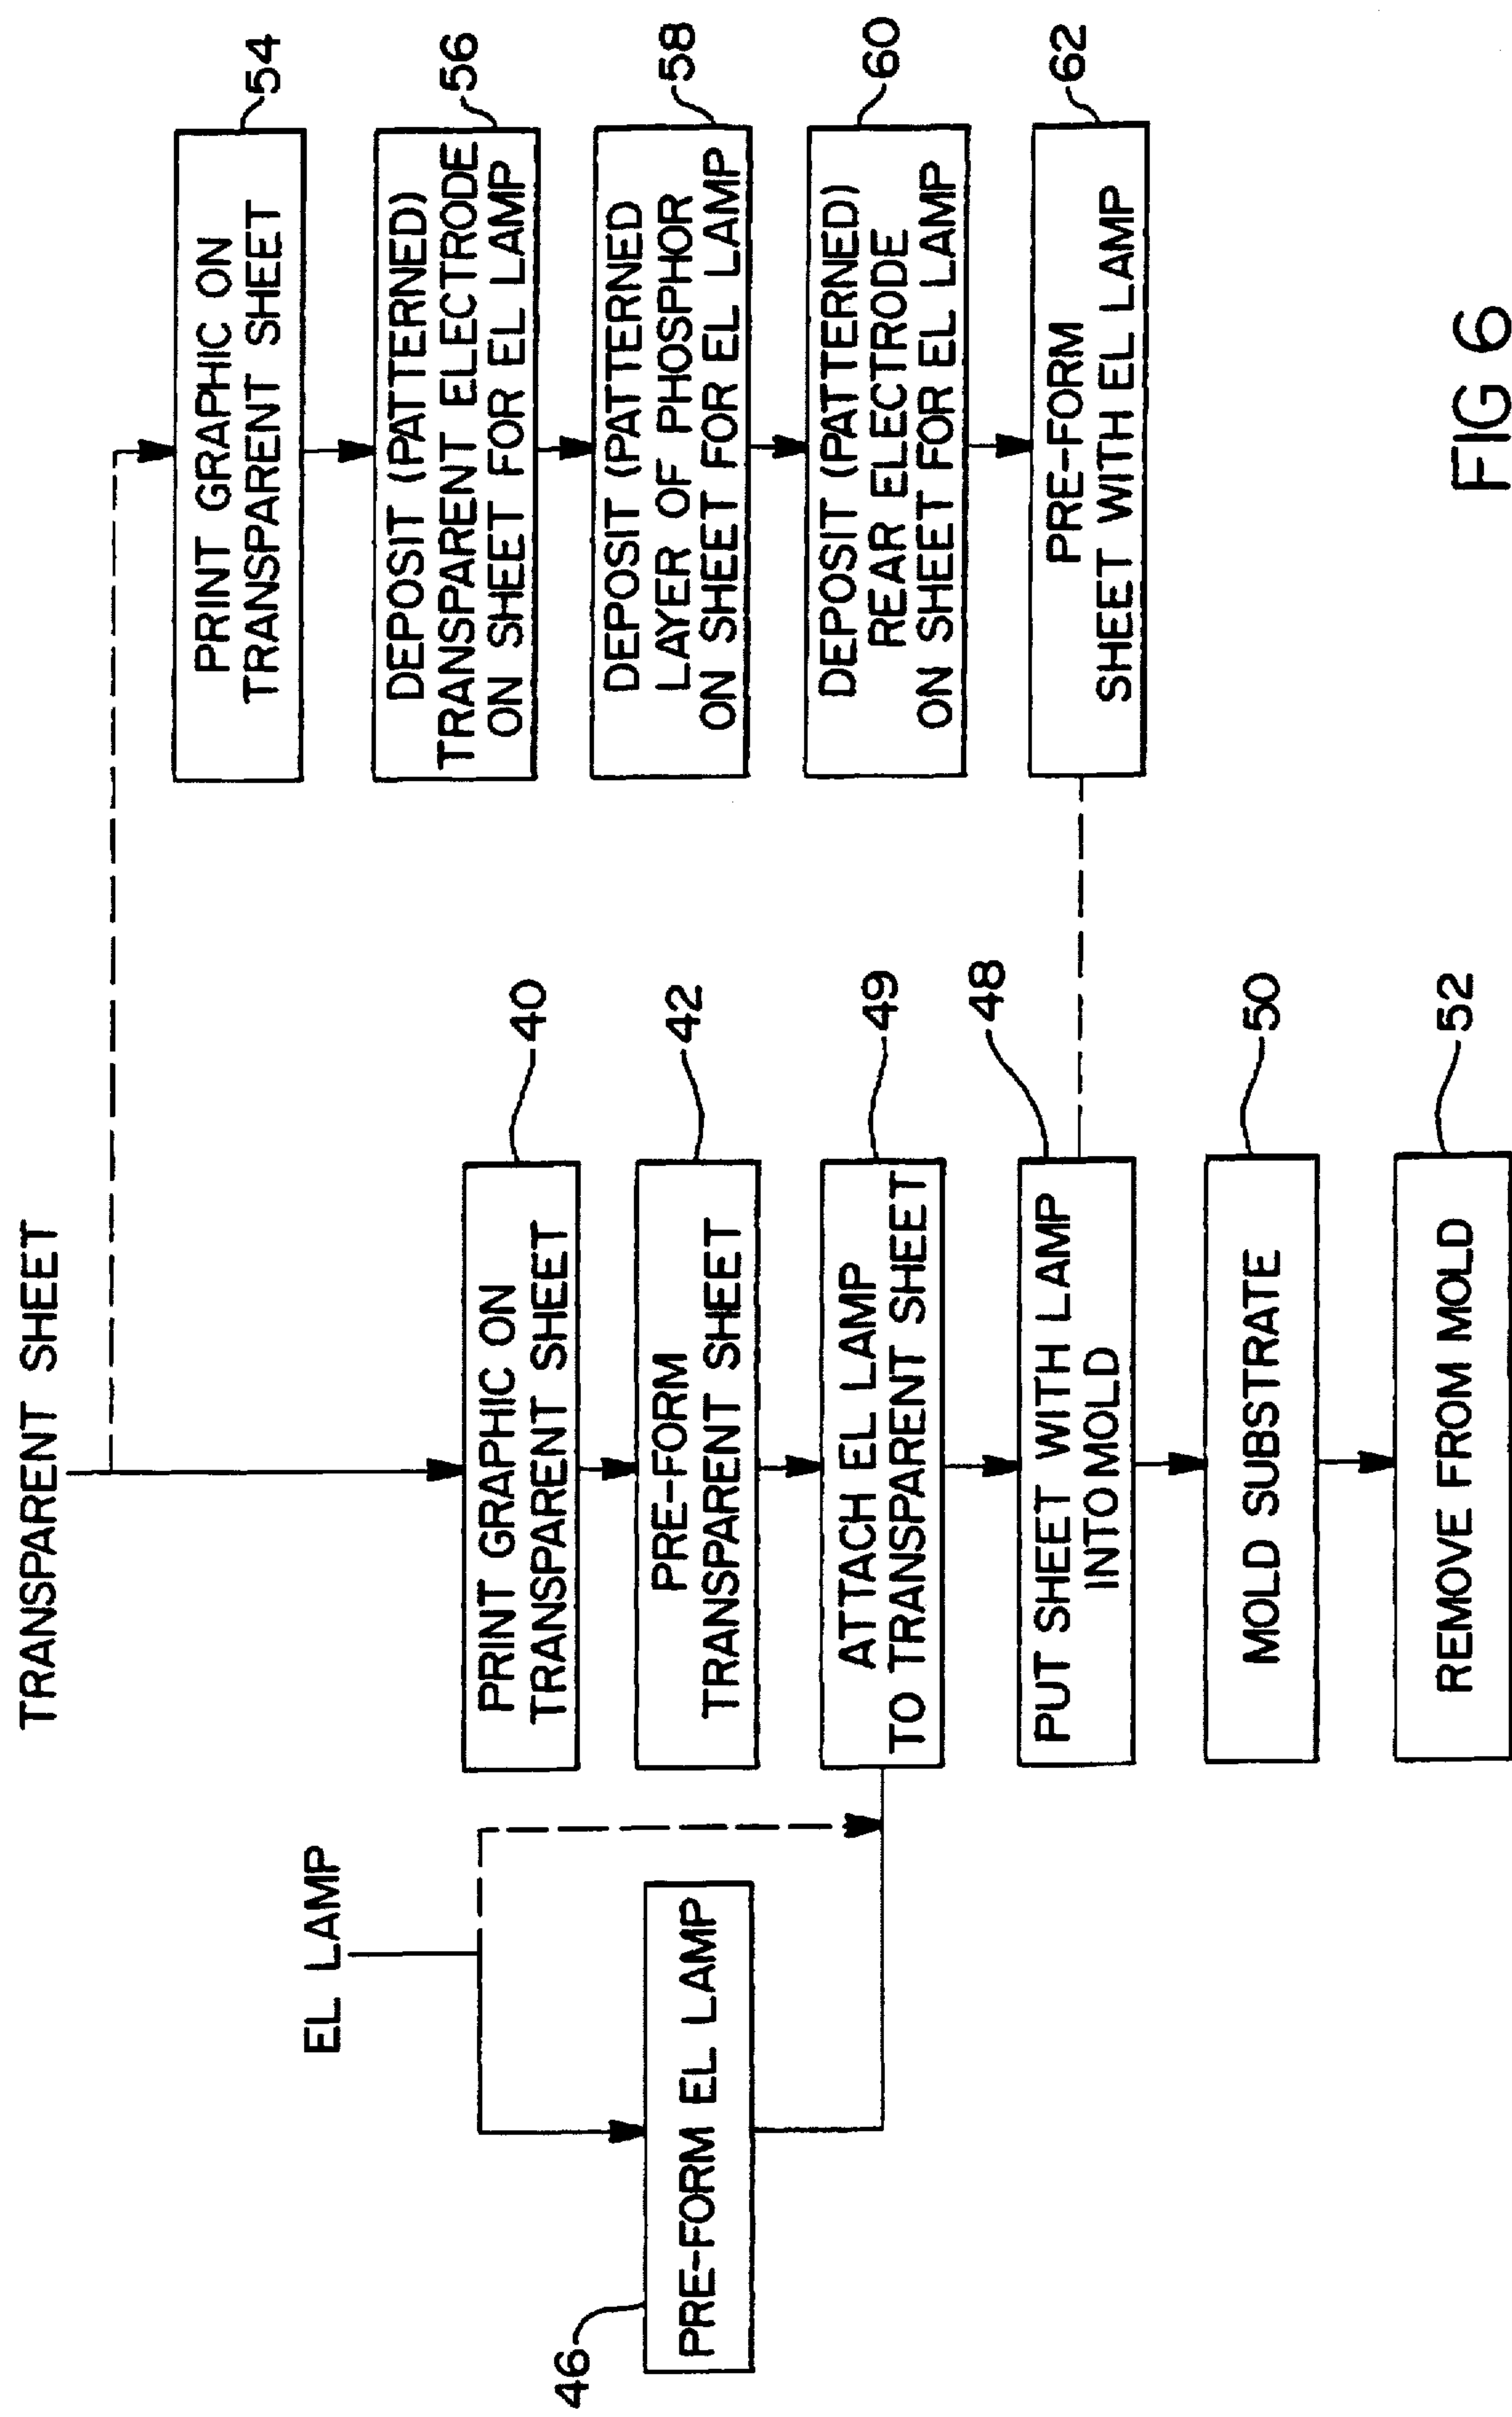 TRANSPARENT SHEET
EL LAMP
46
PRE-FORM EL LAMP
40
PRINT GRAPHIC ON
TRANSPARENT SHEET
42
PRE-FORM
TRANSPARENT SHEET
49
ATTACH EL LAMP
TO TRANSPARENT SHEET
48
PUT SHEET WITH LAMP
INTO MOLD
50
MOLD SUBSTRATE
52
REMOVE FROM MOLD
54
PRINT GRAPHIC ON
TRANSPARENT SHEET
56
DEPOSIT (PATTERNED)
TRANSPARENT ELECTRODE
ON SHEET FOR EL LAMP
58
DEPOSIT (PATTERNED
LAYER OF PHOSPHOR
ON SHEET FOR EL LAMP
60
DEPOSIT (PATTERNED)
REAR ELECTRODE
ON SHEET FOR EL LAMP
62
PRE-FORM
SHEET WITH EL LAMP
FIG 6